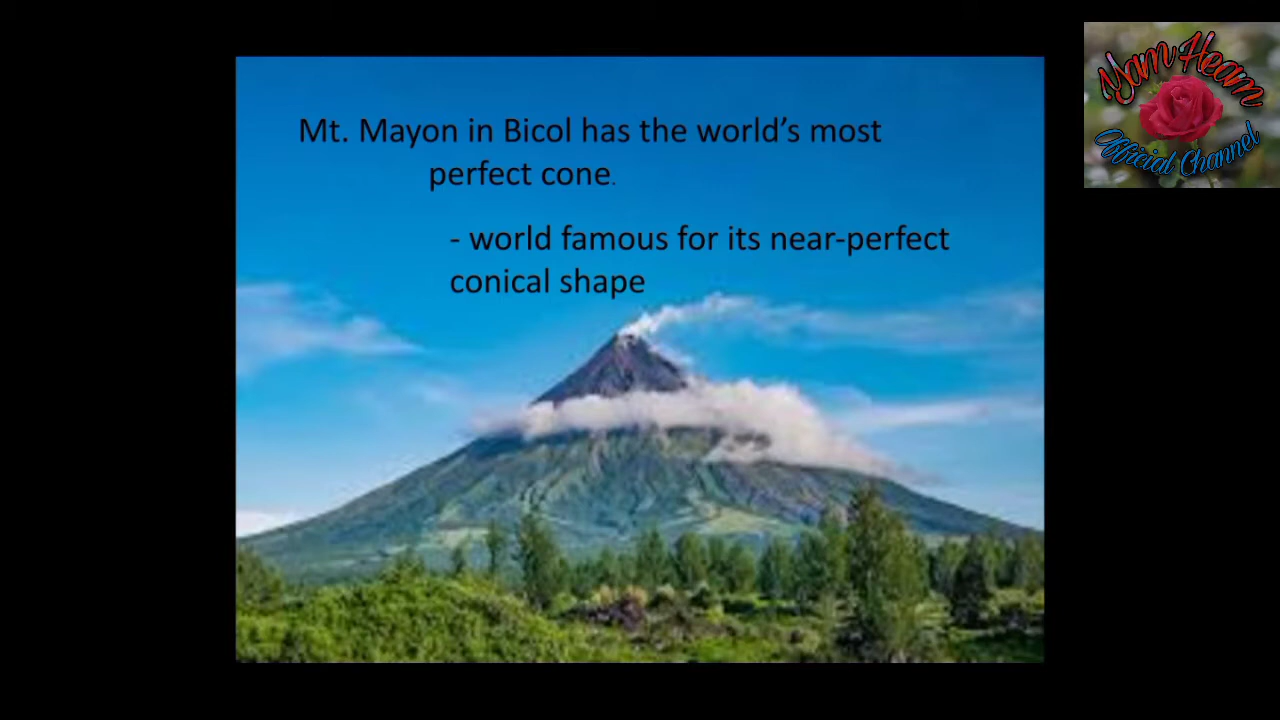 Mt. Mayon in Bicol has the world’s most
perfect cone.
- world famous for its near-perfect
conical shape
Yam Heam
Official Channel